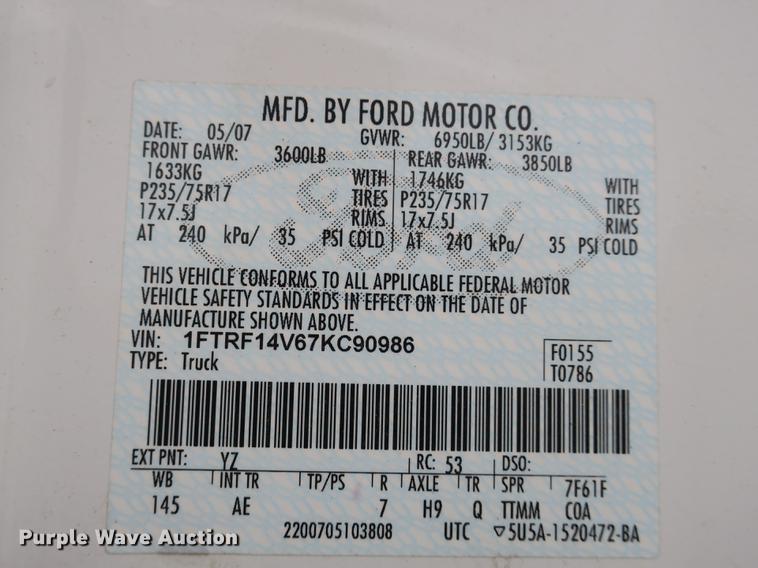 MFD. BY FORD MOTOR CO.
DATE: 05/07 GVWR: 6950LB/ 3153KG
FRONT GAWR: 3600LB REAR GAWR: 3850LB
1633KG WITH 1746KG WITH
P235/75R17 TIRES P235/75R17 TIRES
17x7.5J RIMS 17x7.5J RIMS
AT 240 kPa/ 35 PSI COLD AT 240 kPa/ 35 PSI COLD
Ford
THIS VEHICLE CONFORMS TO ALL APPLICABLE FEDERAL MOTOR
VEHICLE SAFETY STANDARDS IN EFFECT ON THE DATE OF
MANUFACTURE SHOWN ABOVE.
VIN: 1FTRF14V67KC90986 F0155
TYPE: Truck T0786
EXT PNT: YZ RC: 53 DSO:
WB INT TR TP/PS R AXLE TR SPR 7F61F
145 AE 7 H9 Q TTMM COA
2200705103808 UTC ▽5U5A-1520472-BA
Purple Wave Auction